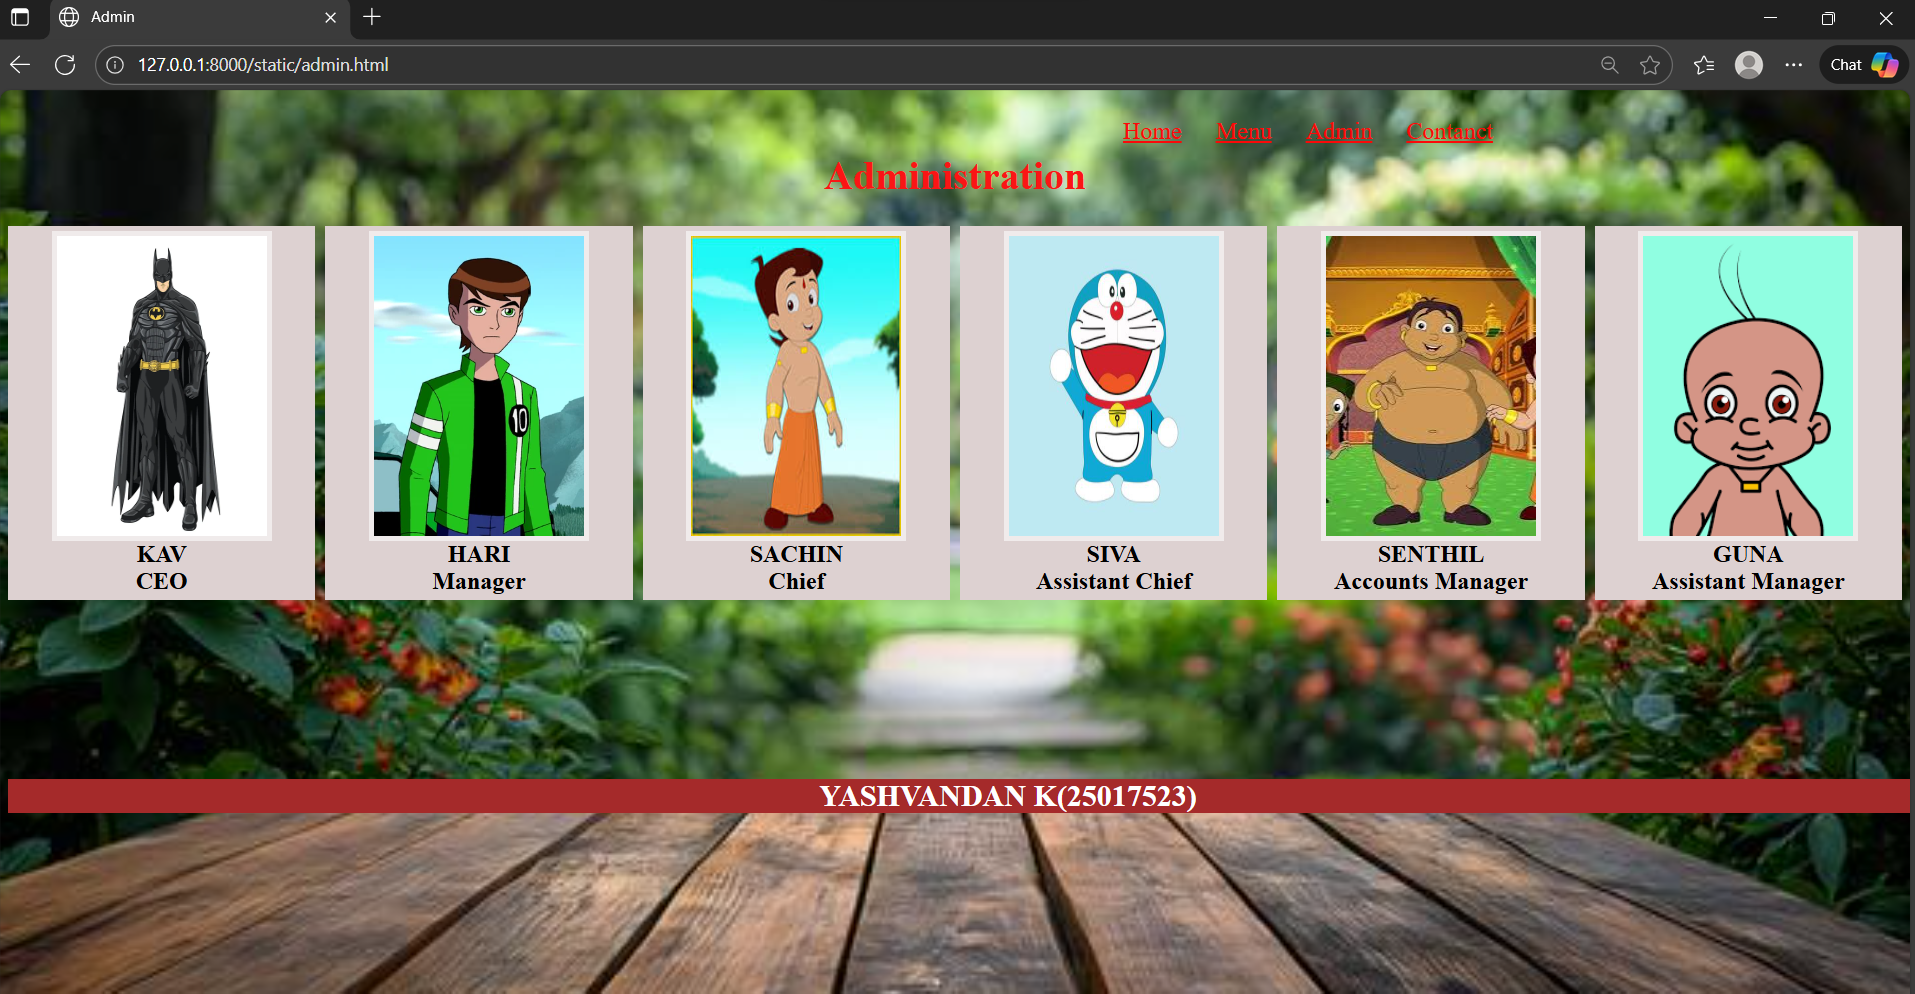 Admin
127.0.0.1:8000/static/admin.html
Chat
Home Menu Admin Contanct
Administration
10
KAV
CEO
HARI
Manager
SACHIN
Chief
SIVA
Assistant Chief
SENTHIL
Accounts Manager
GUNA
Assistant Manager
YASHVANDAN K(25017523)